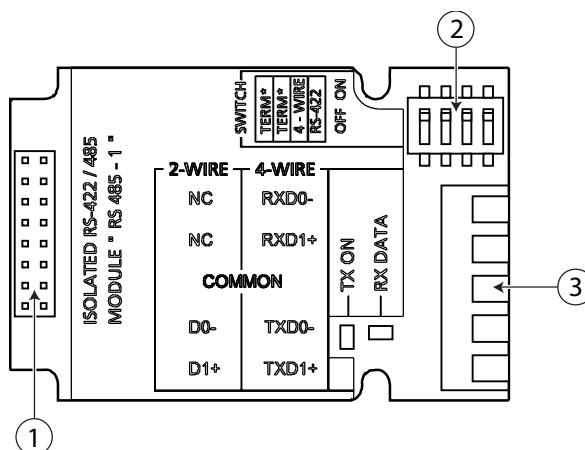 2
SWITCH
TERM*
TERM*
4 - WIRE
RS-422
OFF ON
ISOLATED RS-422 / 485
MODULE " RS 485 - 1 "
2-WIRE 4-WIRE
NC RXD0-
NC RXD1+
COMMON
D0- TXD0-
D1+ TXD1+
TX ON
RX DATA
3
1